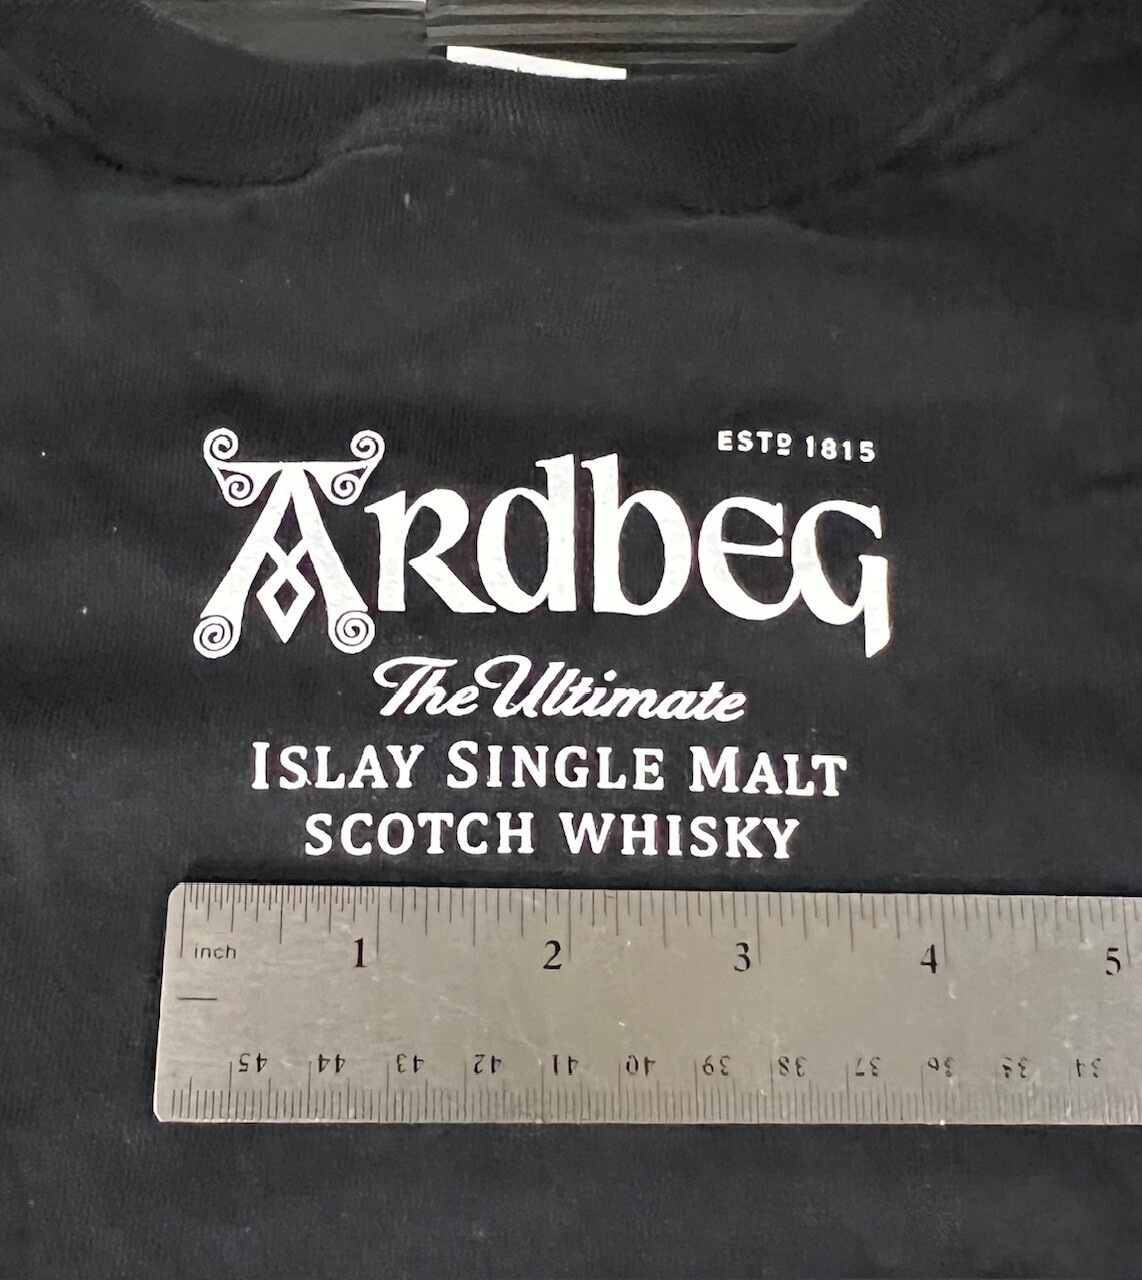 ESTD 1815
Ardbeg
The Ultimate
ISLAY SINGLE MALT
SCOTCH WHISKY
inch 1 2 3 4 5
45 44 43 42 41 40 39 38 37 36 35 34